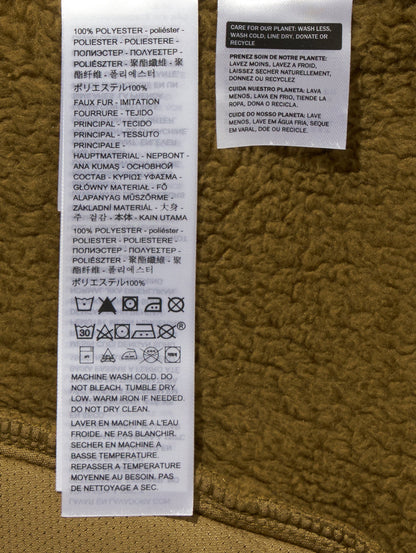 100% POLYESTER - poliéster -
POLIESTER - POLIESTERE -
ПОЛИЭСТЕР - ΠΟΛΥΕΣΤΕΡ -
POLIÉSZTER - 聚酯纖維 - 聚
酯纤维 - 폴리에스터
ポリエステル100%
FAUX FUR - IMITATION
FOURRURE - TEJIDO
PRINCIPAL - TECIDO
PRINCIPAL - TESSUTO
PRINCIPALE -
HAUPTMATERIAL - NEPBONT -
ANA KUMAŞ - ОСНОВНОЙ
СОСТАВ - ΚΥΡΙΩΣ ΥΦΑΣΜΑ -
GŁÓWNY MATERIAŁ - FŐ
ALAPANYAG MŰSZŐRME -
ZÁKLADNÍ MATERIÁL - 大身 -
주 겉감 - 本体 - KAIN UTAMA
100% POLYESTER - poliéster -
POLIESTER - POLIESTERE -
ПОЛИЭСТЕР - ΠΟΛΥΕΣΤΕΡ -
POLIÉSZTER - 聚酯纖維 - 聚
酯纤维 - 폴리에스터
ポリエステル100%
30
MACHINE WASH COLD. DO
NOT BLEACH. TUMBLE DRY
LOW. WARM IRON IF NEEDED.
DO NOT DRY CLEAN.
LAVER EN MACHINE A L'EAU
FROIDE. NE PAS BLANCHIR.
SECHER EN MACHINE A
BASSE TEMPERATURE.
REPASSER A TEMPERATURE
MOYENNE AU BESOIN. PAS
DE NETTOYAGE A SEC.
CARE FOR OUR PLANET: WASH LESS,
WASH COLD, LINE DRY, DONATE OR
RECYCLE
PRENEZ SOIN DE NOTRE PLANETE:
LAVEZ MOINS, LAVEZ A FROID,
LAISSEZ SECHER NATURELLEMENT,
DONNEZ OU RECYCLEZ
CUIDA NUESTRO PLANETA: LAVA
MENOS, LAVA EN FRIO, TIENDE LA
ROPA, DONA O RECICLA.
CUIDE DO NOSSO PLANETA: LAVE
MENOS, LAVE EM ÁGUA FRIA, SEQUE
EM VARAL, DOE OU RECICLE.